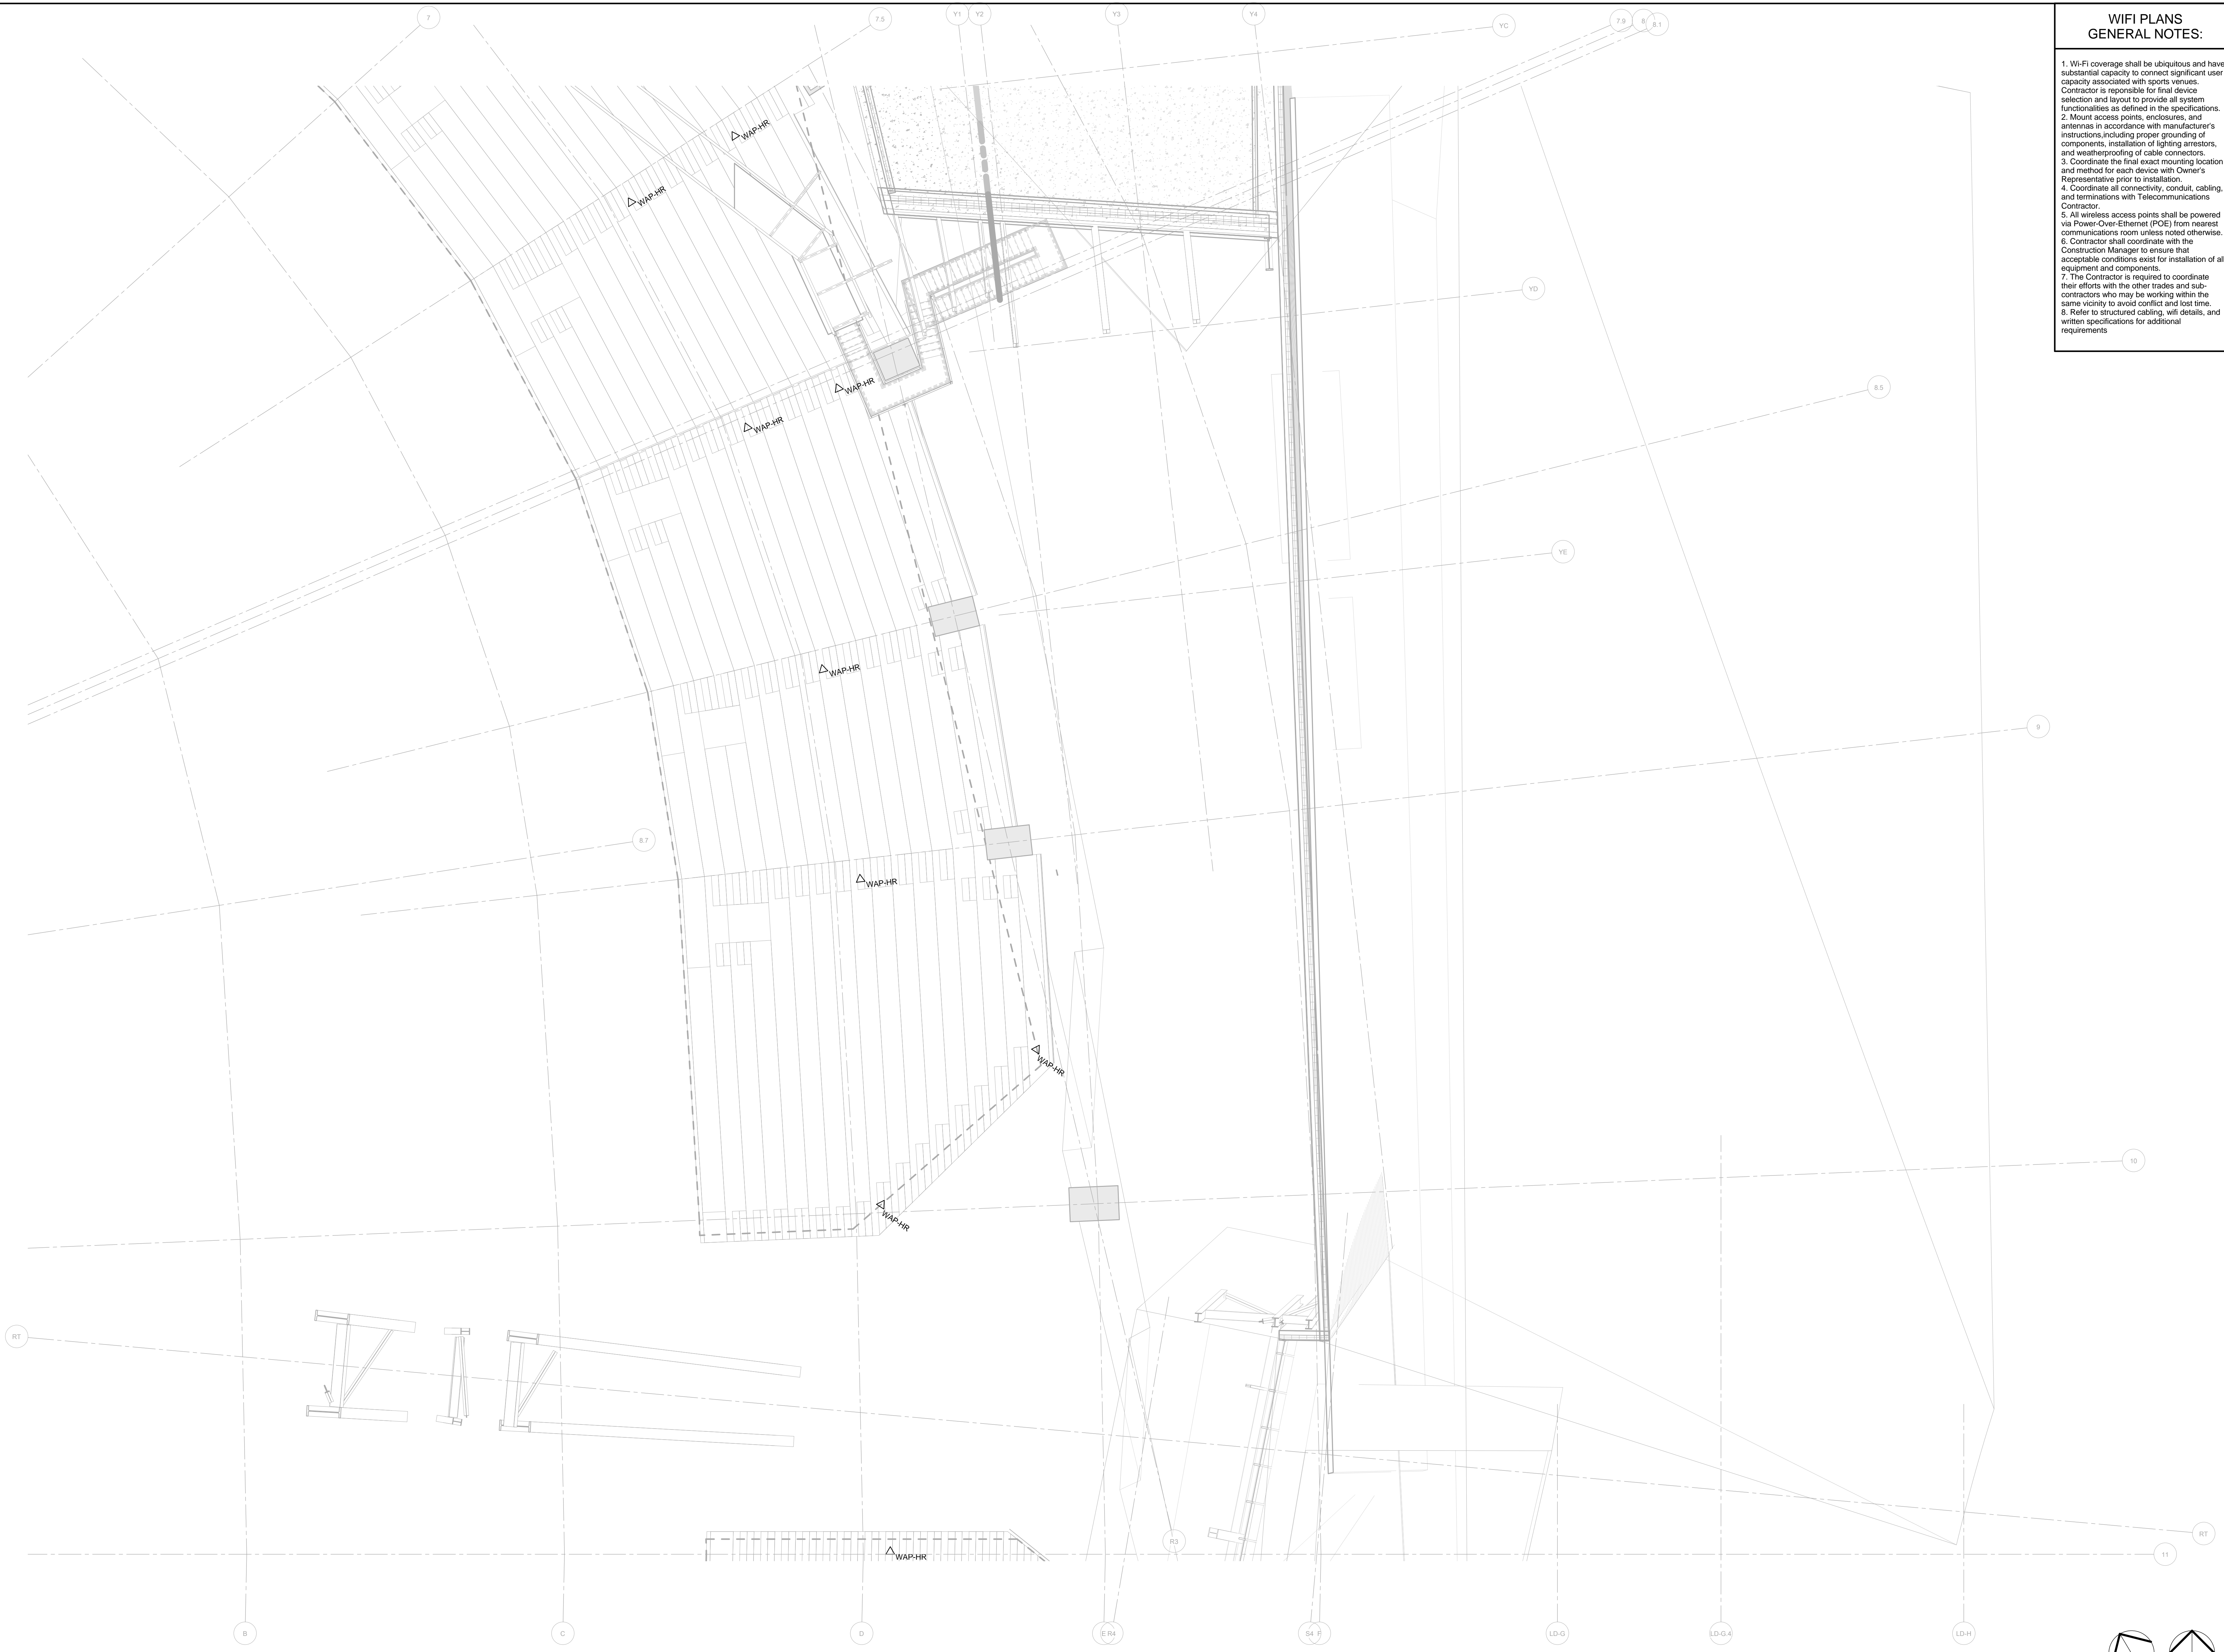 7
7.5
Y1
Y2
Y3
Y4
YC
7.9
8
8.1
WIFI PLANS
GENERAL NOTES:
1. Wi-Fi coverage shall be ubiquitous and have
substantial capacity to connect significant user
capacity associated with sports venues.
Contractor is reponsible for final device
selection and layout to provide all system
functionalities as defined in the specifications.
2. Mount access points, enclosures, and
antennas in accordance with manufacturer's
instructions,including proper grounding of
components, installation of lighting arrestors,
and weatherproofing of cable connectors.
3. Coordinate the final exact mounting location
and method for each device with Owner's
Representative prior to installation.
4. Coordinate all connectivity, conduit, cabling,
and terminations with Telecommunications
Contractor.
5. All wireless access points shall be powered
via Power-Over-Ethernet (POE) from nearest
communications room unless noted otherwise.
6. Contractor shall coordinate with the
Construction Manager to ensure that
acceptable conditions exist for installation of all
equipment and components.
7. The Contractor is required to coordinate
their efforts with the other trades and sub-
contractors who may be working within the
same vicinity to avoid conflict and lost time.
8. Refer to structured cabling, wifi details, and
written specifications for additional
requirements
WAP-HR
WAP-HR
YD
WAP-HR
8.5
WAP-HR
YE
WAP-HR
9
8.7
WAP-HR
WAP-HR
10
WAP-HR
RT
RT
R3
11
WAP-HR
B
C
D
E
R4
S4
F
LD-G
LD-G.4
LD-H